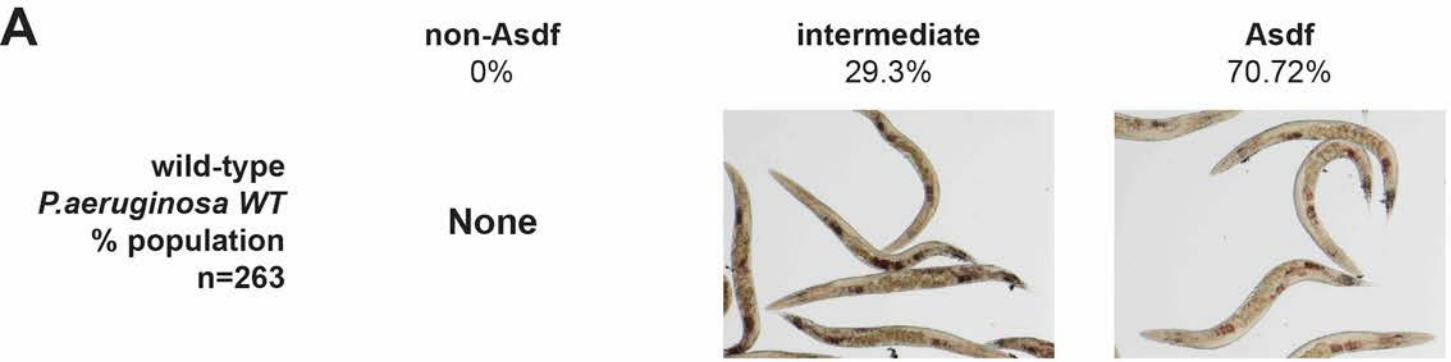 A
non-Asdf
0%
intermediate
29.3%
Asdf
70.72%
wild-type
P.aeruginosa WT
% population
n=263
None